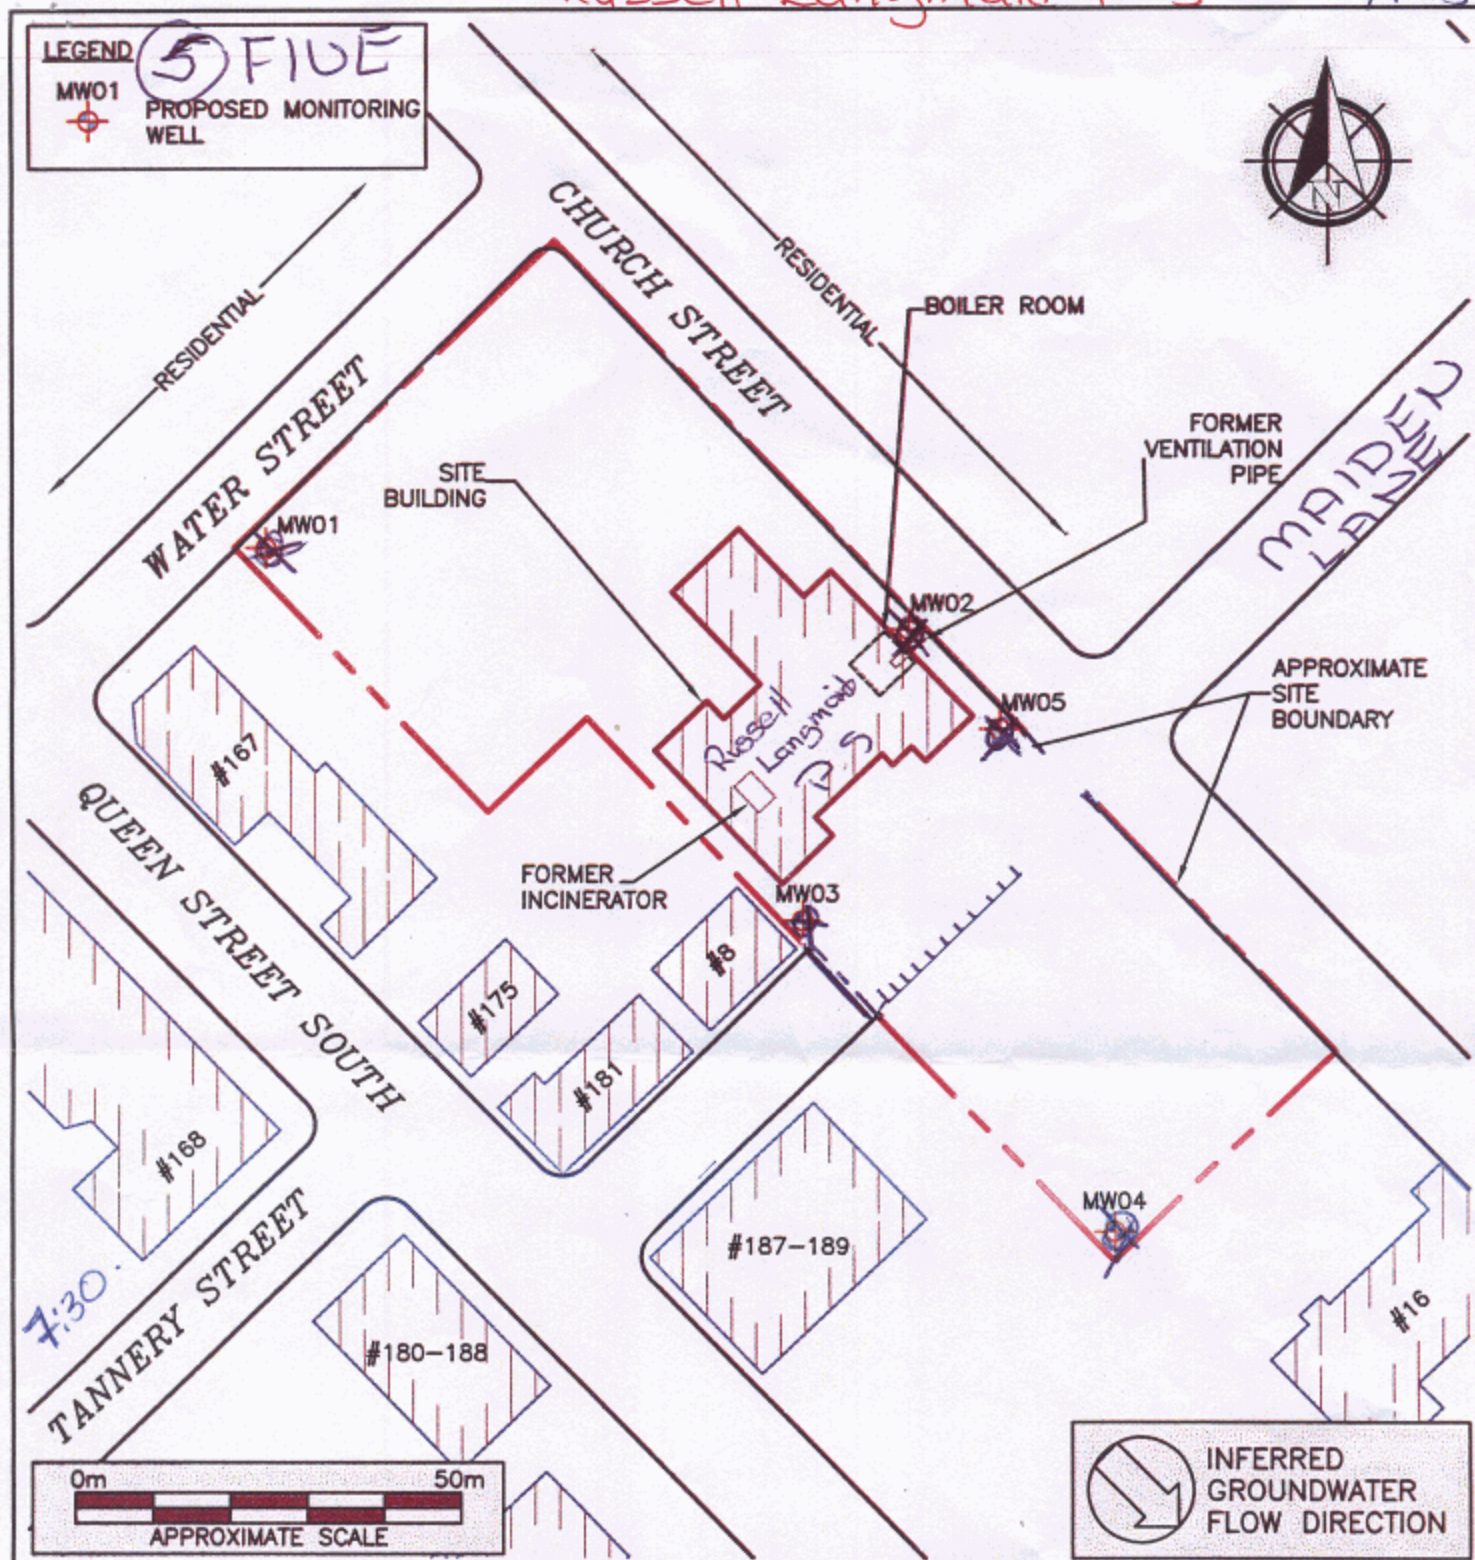 Russell Langmaid P S
LEGEND
5 FIVE
MW01
PROPOSED MONITORING
WELL
N
CHURCH STREET
RESIDENTIAL
RESIDENTIAL
BOILER ROOM
WATER STREET
FORMER
VENTILATION
PIPE
MAIDEN
LANE
SITE
BUILDING
MW01
MW02
MW05
APPROXIMATE
SITE
BOUNDARY
Russell
Langmaid
P S
#167
QUEEN STREET SOUTH
FORMER
INCINERATOR
MW03
#8
#175
#181
#168
MW04
#187-189
#16
7:30.
TANNERY STREET
#180-188
0m 50m
APPROXIMATE SCALE
INFERRED
GROUNDWATER
FLOW DIRECTION